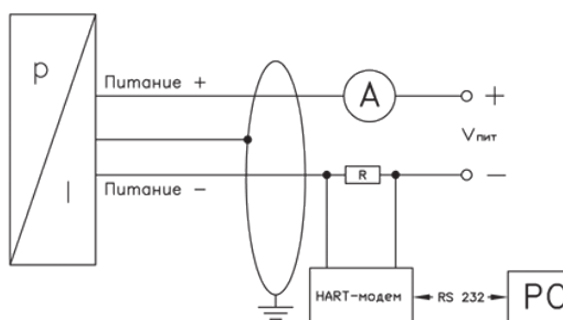 p
I
Питание +
A
+
Vпит
Питание -
R
-
HART-модем
RS 232
PC